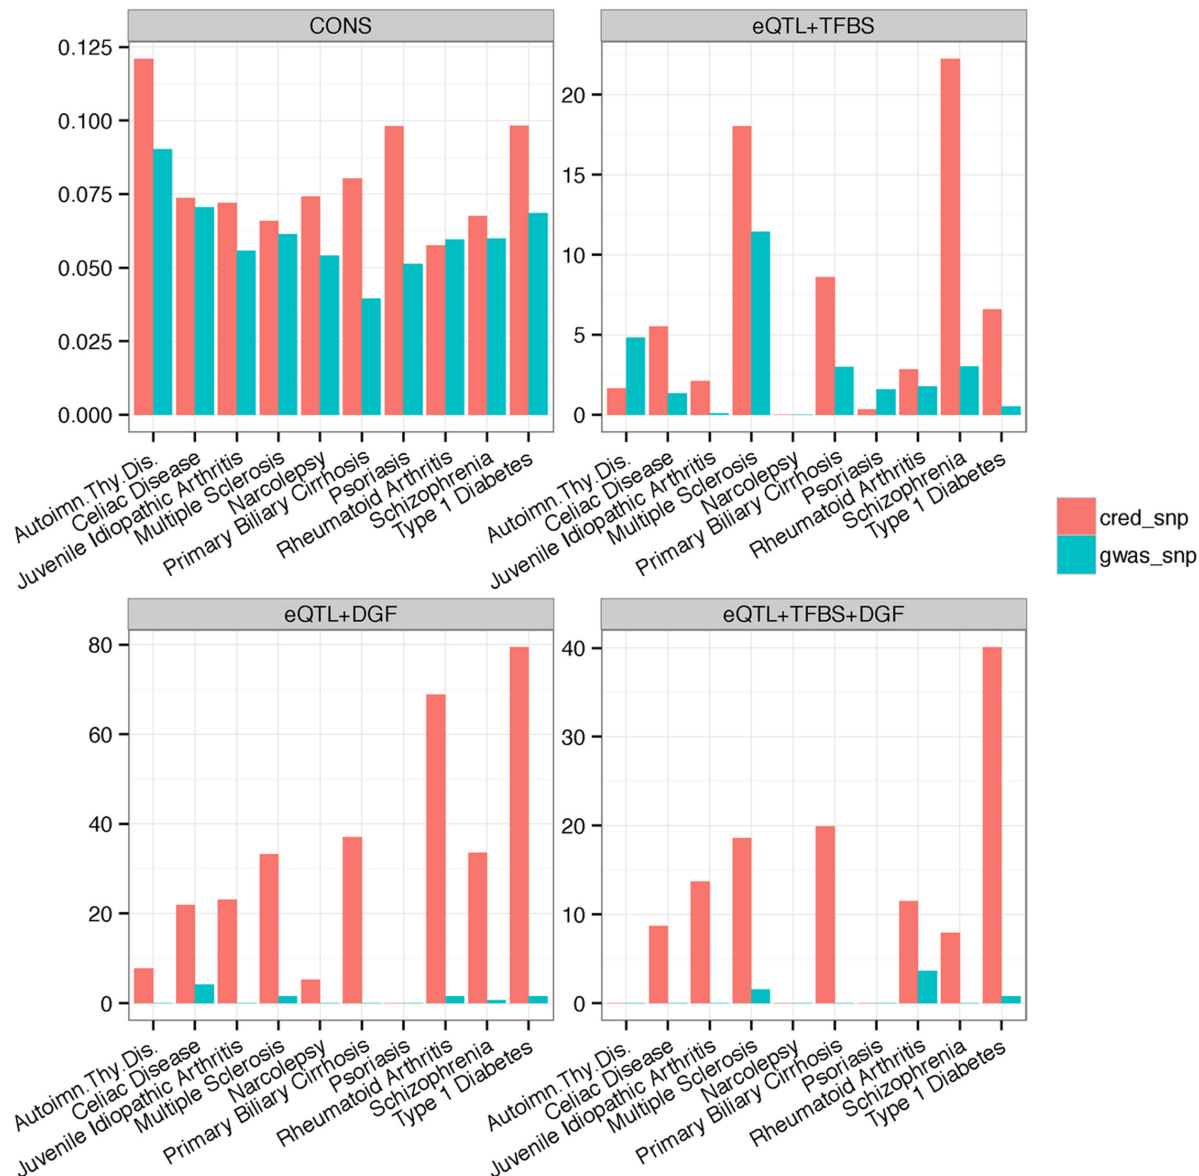 CONS
0.125
0.100
0.075
0.050
0.025
0.000
Autoimn.Thy.Dis.
Celiac Disease
Juvenile Idiopathic Arthritis
Multiple Sclerosis
Narcolepsy
Primary Biliary Cirrhosis
Psoriasis
Rheumatoid Arthritis
Schizophrenia
Type 1 Diabetes
eQTL+TFBS
20
15
10
5
0
Autoimn.Thy.Dis.
Celiac Disease
Juvenile Idiopathic Arthritis
Multiple Sclerosis
Narcolepsy
Primary Biliary Cirrhosis
Psoriasis
Rheumatoid Arthritis
Schizophrenia
Type 1 Diabetes
cred_snp
gwas_snp
eQTL+DGF
80
60
40
20
0
Autoimn.Thy.Dis.
Celiac Disease
Juvenile Idiopathic Arthritis
Multiple Sclerosis
Narcolepsy
Primary Biliary Cirrhosis
Psoriasis
Rheumatoid Arthritis
Schizophrenia
Type 1 Diabetes
eQTL+TFBS+DGF
40
30
20
10
0
Autoimn.Thy.Dis.
Celiac Disease
Juvenile Idiopathic Arthritis
Multiple Sclerosis
Narcolepsy
Primary Biliary Cirrhosis
Psoriasis
Rheumatoid Arthritis
Schizophrenia
Type 1 Diabetes